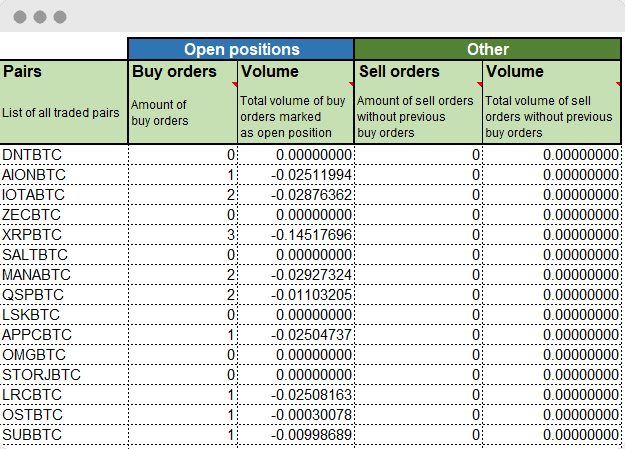 Open positions Other
Pairs Buy orders Volume Sell orders Volume
List of all traded pairs
Amount of
buy orders
Total volume of buy
orders marked
as open position
Amount of sell orders
without previous
buy orders
Total volume of sell
orders without previous
buy orders
DNTBTC 0 0.00000000 0 0.00000000
AIONBTC 1 -0.02511994 0 0.00000000
IOTABTC 2 -0.02876362 0 0.00000000
ZECBTC 0 0.00000000 0 0.00000000
XRPBTC 3 -0.14517696 0 0.00000000
SALTBTC 0 0.00000000 0 0.00000000
MANABTC 2 -0.02927324 0 0.00000000
QSPBTC 2 -0.01103205 0 0.00000000
LSKBTC 0 0.00000000 0 0.00000000
APPCBTC 1 -0.02504737 0 0.00000000
OMGBTC 0 0.00000000 0 0.00000000
STORJBTC 0 0.00000000 0 0.00000000
LRCBTC 1 -0.02508163 0 0.00000000
OSTBTC 1 -0.00030078 0 0.00000000
SUBBTC 1 -0.00998689 0 0.00000000